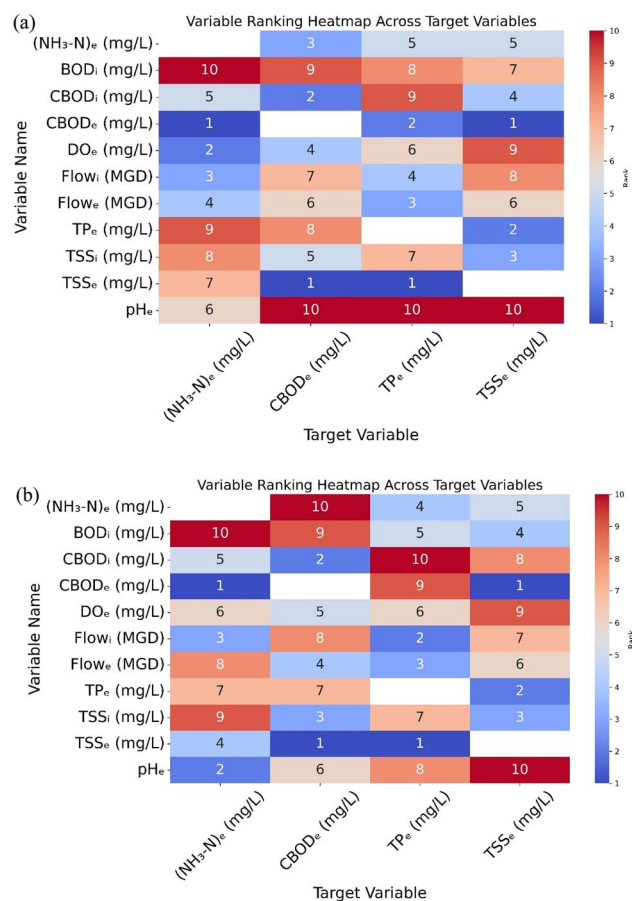 (a)
Variable Ranking Heatmap Across Target Variables
(NH₃-N)ₑ (mg/L) 3 5 5
BODᵢ (mg/L) 10 9 8 7
CBODᵢ (mg/L) 5 2 9 4
CBODₑ (mg/L) 1 2 1
DOₑ (mg/L) 2 4 6 9
Flowᵢ (MGD) 3 7 4 8
Flowₑ (MGD) 4 6 3 6
TPₑ (mg/L) 9 8 2
TSSᵢ (mg/L) 8 5 7 3
TSSₑ (mg/L) 7 1 1
pHₑ 6 10 10 10
Variable Name
(NH₃-N)ₑ (mg/L) CBODₑ (mg/L) TPₑ (mg/L) TSSₑ (mg/L)
Target Variable
10
9
8
7
6
5
4
3
2
1
Rank
(b)
Variable Ranking Heatmap Across Target Variables
(NH₃-N)ₑ (mg/L) 10 4 5
BODᵢ (mg/L) 10 9 5 4
CBODᵢ (mg/L) 5 2 10 8
CBODₑ (mg/L) 1 9 1
DOₑ (mg/L) 6 5 6 9
Flowᵢ (MGD) 3 8 2 7
Flowₑ (MGD) 8 4 3 6
TPₑ (mg/L) 7 7 2
TSSᵢ (mg/L) 9 3 7 3
TSSₑ (mg/L) 4 1 1
pHₑ 2 6 8 10
Variable Name
(NH₃-N)ₑ (mg/L) CBODₑ (mg/L) TPₑ (mg/L) TSSₑ (mg/L)
Target Variable
10
9
8
7
6
5
4
3
2
1
Rank